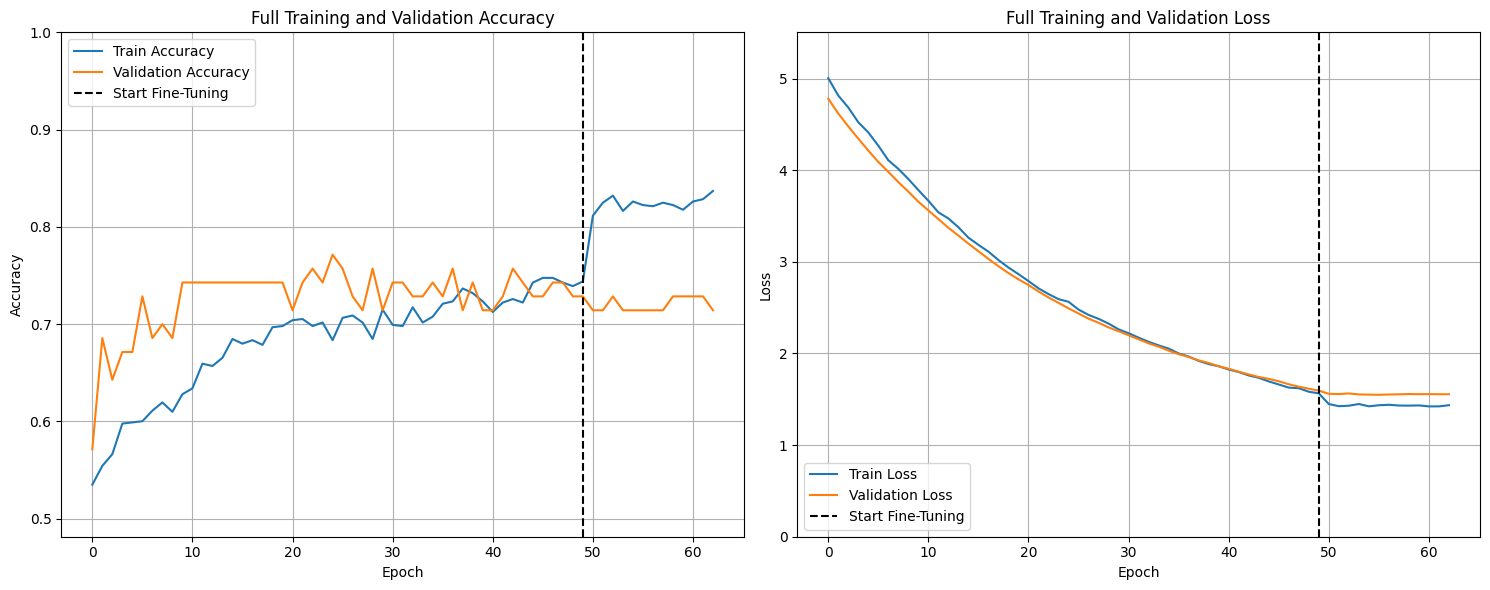 Full Training and Validation Accuracy
Train Accuracy
Validation Accuracy
Start Fine-Tuning
Accuracy
1.0
0.9
0.8
0.7
0.6
0.5
0 10 20 30 40 50 60
Epoch
Full Training and Validation Loss
Loss
5
4
3
2
1
0
Train Loss
Validation Loss
Start Fine-Tuning
0 10 20 30 40 50 60
Epoch